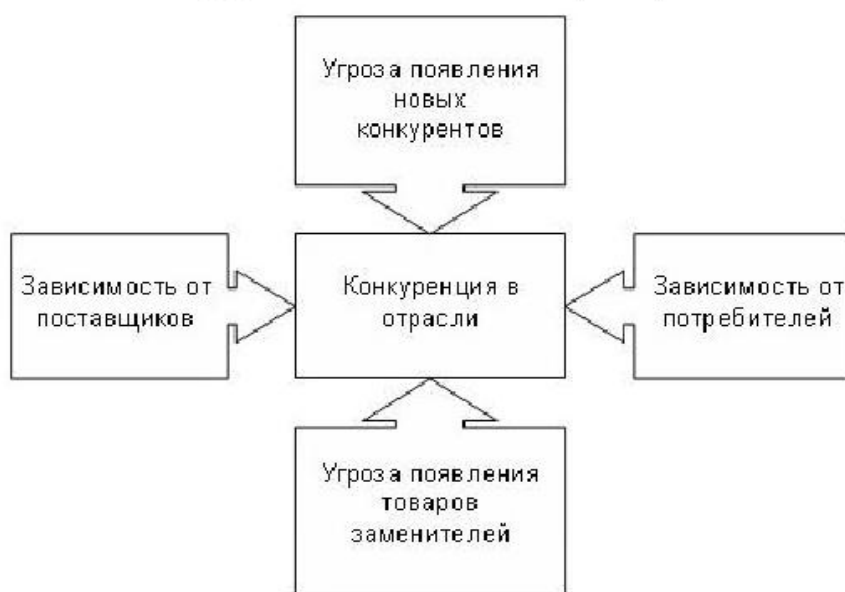 Угроза появления
новых
конкурентов
Зависимость от
поставщиков
Конкуренция в
отрасли
Зависимость от
потребителей
Угроза появления
товаров
заменителей